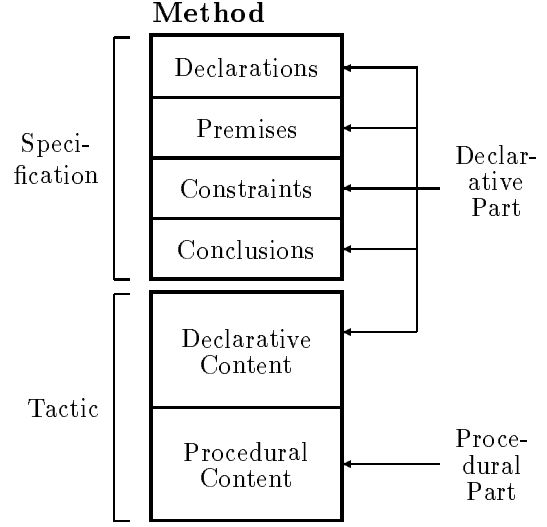 Method
Declarations
Premises
Constraints
Conclusions
Speci-
fication
Declar-
ative
Part
Declarative
Content
Tactic
Procedural
Content
Proce-
dural
Part